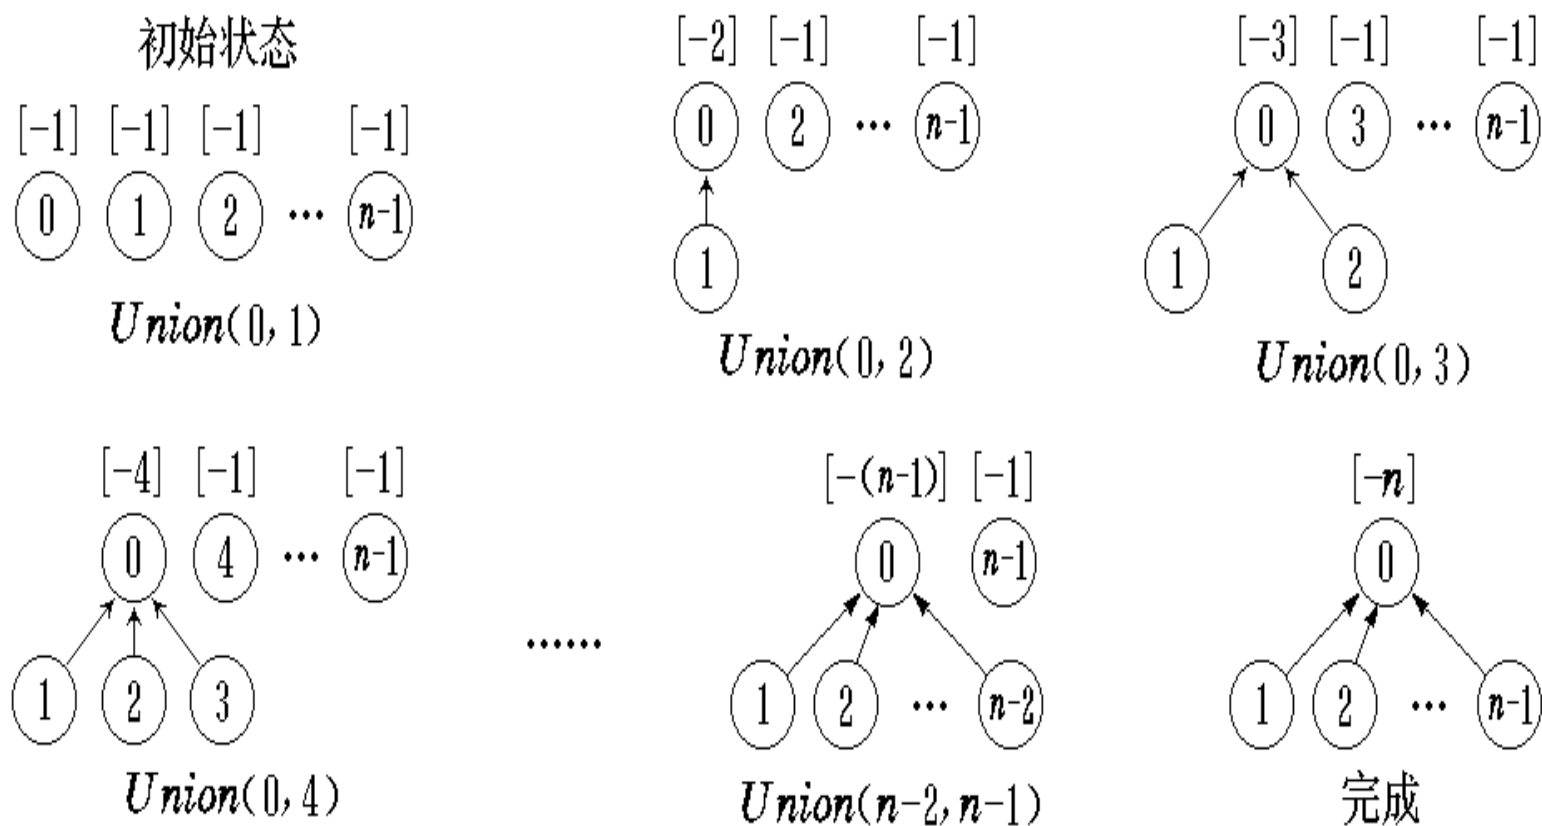 初始状态
[-1] [-1] [-1] [-1]
0 1 2 ··· n-1
Union(0, 1)
[-2] [-1] [-1]
0 2 ··· n-1
1
Union(0, 2)
[-3] [-1] [-1]
0 3 ··· n-1
1 2
Union(0, 3)
[-4] [-1] [-1]
0 4 ··· n-1
1 2 3
Union(0, 4)
······
[-(n-1)] [-1]
0 n-1
1 2 ··· n-2
Union(n-2, n-1)
[-n]
0
1 2 ··· n-1
完成